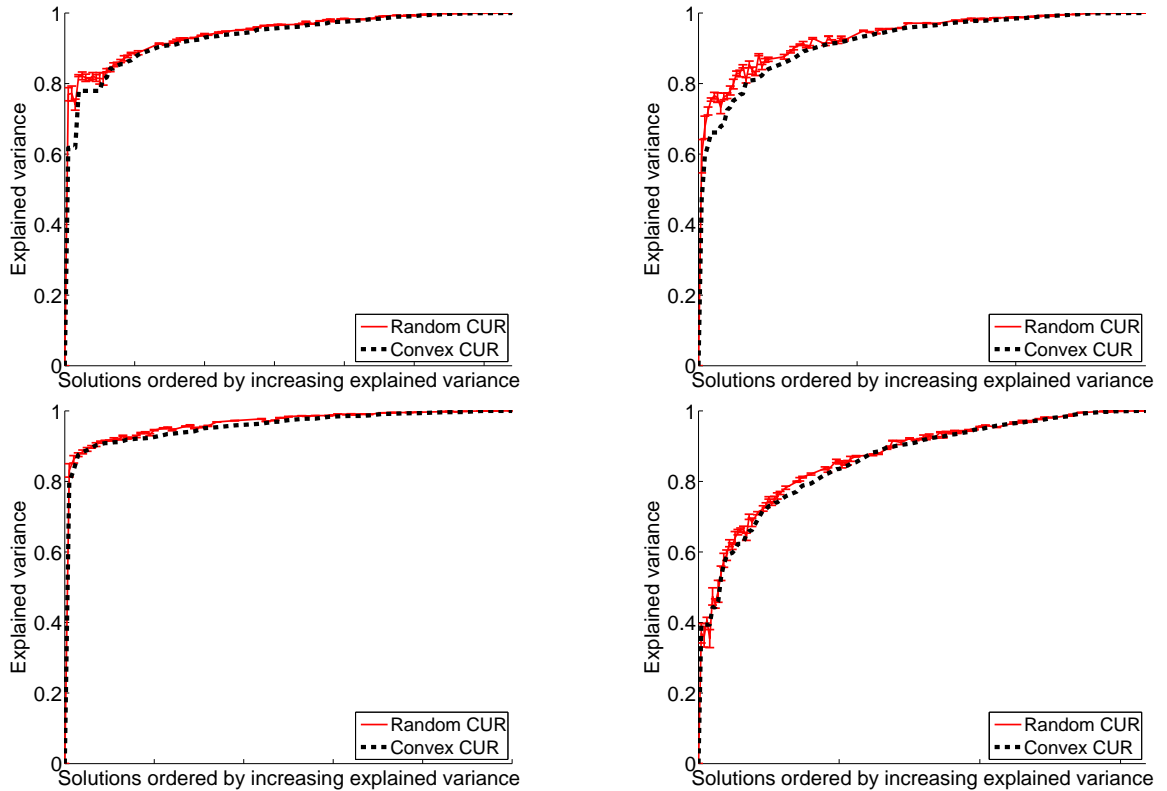 1
0.8
0.6
0.4
0.2
0
Explained variance
Random CUR
Convex CUR
Solutions ordered by increasing explained variance
1
0.8
0.6
0.4
0.2
0
Explained variance
Random CUR
Convex CUR
Solutions ordered by increasing explained variance
1
0.8
0.6
0.4
0.2
0
Explained variance
Random CUR
Convex CUR
Solutions ordered by increasing explained variance
1
0.8
0.6
0.4
0.2
0
Explained variance
Random CUR
Convex CUR
Solutions ordered by increasing explained variance